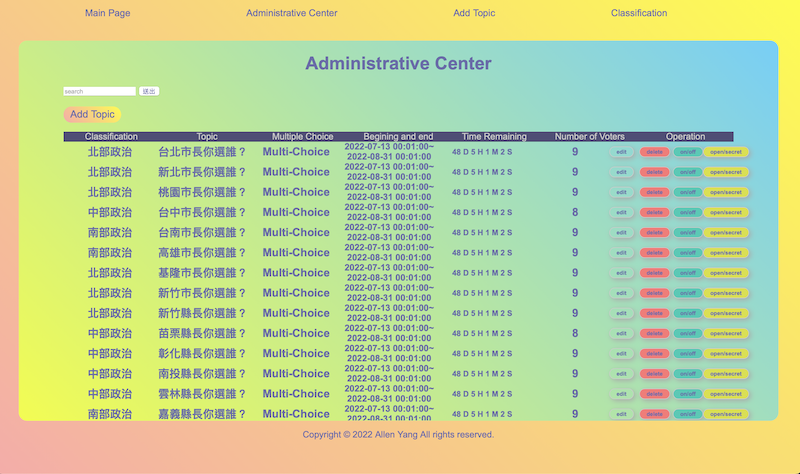 Main Page Administrative Center Add Topic Classification
Administrative Center
search 送出
Add Topic
Classification Topic Multiple Choice Begining and end Time Remaining Number of Voters Operation
北部政治 台北市長你選誰？ Multi-Choice 2022-07-13 00:01:00~ 2022-08-31 00:01:00 48 D 5 H 1 M 2 S 9 edit delete on/off open/secret
北部政治 新北市長你選誰？ Multi-Choice 2022-07-13 00:01:00~ 2022-08-31 00:01:00 48 D 5 H 1 M 2 S 9 edit delete on/off open/secret
北部政治 桃園市長你選誰？ Multi-Choice 2022-07-13 00:01:00~ 2022-08-31 00:01:00 48 D 5 H 1 M 2 S 9 edit delete on/off open/secret
中部政治 台中市長你選誰？ Multi-Choice 2022-07-13 00:01:00~ 2022-08-31 00:01:00 48 D 5 H 1 M 2 S 8 edit delete on/off open/secret
南部政治 台南市長你選誰？ Multi-Choice 2022-07-13 00:01:00~ 2022-08-31 00:01:00 48 D 5 H 1 M 2 S 9 edit delete on/off open/secret
南部政治 高雄市長你選誰？ Multi-Choice 2022-07-13 00:01:00~ 2022-08-31 00:01:00 48 D 5 H 1 M 2 S 9 edit delete on/off open/secret
北部政治 基隆市長你選誰？ Multi-Choice 2022-07-13 00:01:00~ 2022-08-31 00:01:00 48 D 5 H 1 M 2 S 9 edit delete on/off open/secret
北部政治 新竹市長你選誰？ Multi-Choice 2022-07-13 00:01:00~ 2022-08-31 00:01:00 48 D 5 H 1 M 2 S 9 edit delete on/off open/secret
北部政治 新竹縣長你選誰？ Multi-Choice 2022-07-13 00:01:00~ 2022-08-31 00:01:00 48 D 5 H 1 M 2 S 9 edit delete on/off open/secret
中部政治 苗栗縣長你選誰？ Multi-Choice 2022-07-13 00:01:00~ 2022-08-31 00:01:00 48 D 5 H 1 M 2 S 8 edit delete on/off open/secret
中部政治 彰化縣長你選誰？ Multi-Choice 2022-07-13 00:01:00~ 2022-08-31 00:01:00 48 D 5 H 1 M 2 S 9 edit delete on/off open/secret
中部政治 南投縣長你選誰？ Multi-Choice 2022-07-13 00:01:00~ 2022-08-31 00:01:00 48 D 5 H 1 M 2 S 9 edit delete on/off open/secret
中部政治 雲林縣長你選誰？ Multi-Choice 2022-07-13 00:01:00~ 2022-08-31 00:01:00 48 D 5 H 1 M 2 S 9 edit delete on/off open/secret
南部政治 嘉義縣長你選誰？ Multi-Choice 2022-07-13 00:01:00~ 2022-08-31 00:01:00 48 D 5 H 1 M 2 S 9 edit delete on/off open/secret
Copyright © 2022 Allen Yang All rights reserved.